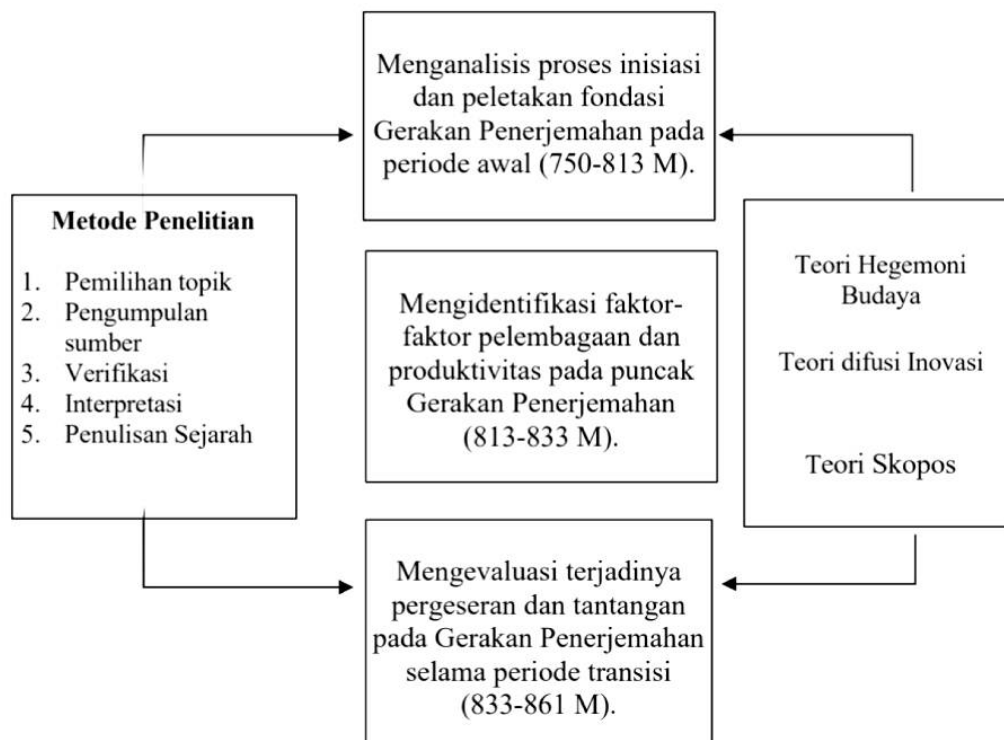 Menganalisis proses inisiasi
dan peletakan fondasi
Gerakan Penerjemahan pada
periode awal (750-813 M).
Metode Penelitian
1. Pemilihan topik
2. Pengumpulan
sumber
3. Verifikasi
4. Interpretasi
5. Penulisan Sejarah
Mengidentifikasi faktor-
faktor pelembagaan dan
produktivitas pada puncak
Gerakan Penerjemahan
(813-833 M).
Teori Hegemoni
Budaya
Teori difusi Inovasi
Teori Skopos
Mengevaluasi terjadinya
pergeseran dan tantangan
pada Gerakan Penerjemahan
selama periode transisi
(833-861 M).